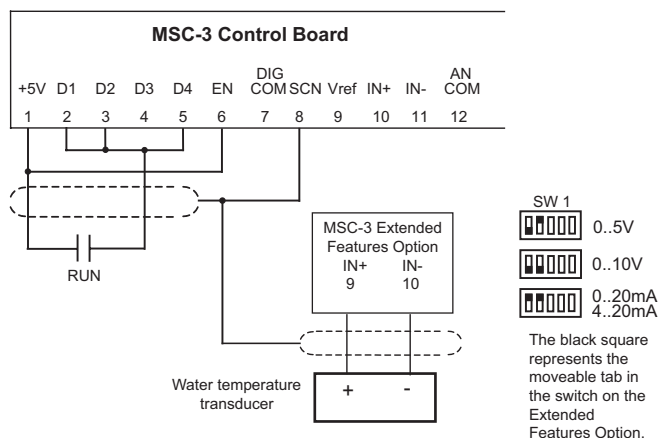 MSC-3 Control Board
+5V D1 D2 D3 D4 EN DIG COM SCN Vref IN+ IN- AN COM
1 2 3 4 5 6 7 8 9 10 11 12
RUN
MSC-3 Extended
Features Option
IN+ IN-
9 10
Water temperature
transducer
+ -
SW 1
0..5V
0..10V
0..20mA
4..20mA
The black square
represents the
moveable tab in
the switch on the
Extended
Features Option.